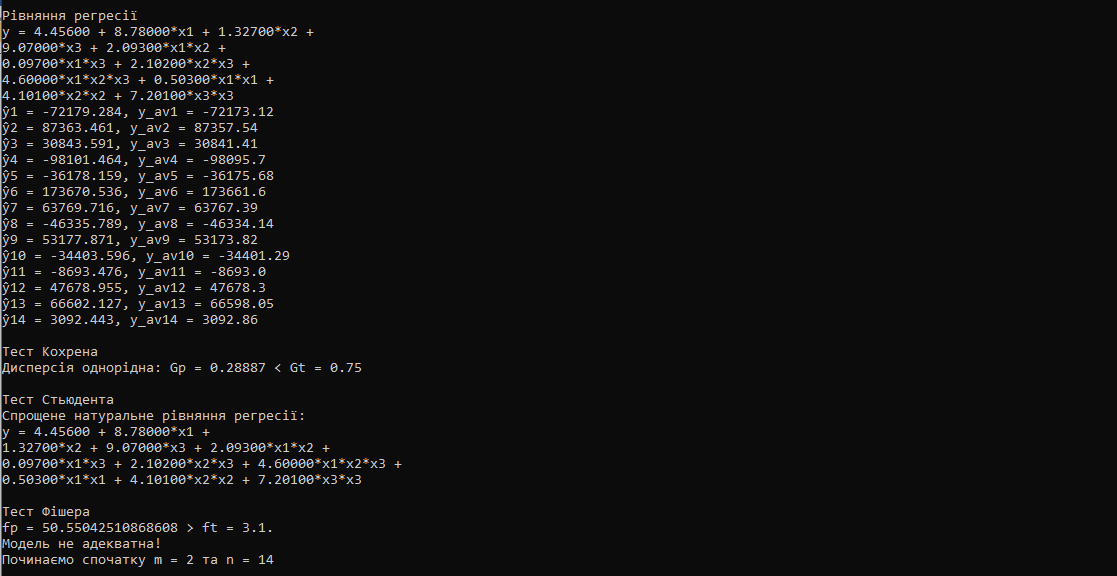 Рівняння регресії
y = 4.45600 + 8.78000*x1 + 1.32700*x2 +
9.07000*x3 + 2.09300*x1*x2 +
0.09700*x1*x3 + 2.10200*x2*x3 +
4.60000*x1*x2*x3 + 0.50300*x1*x1 +
4.10100*x2*x2 + 7.20100*x3*x3
ŷ1 = -72179.284, y_av1 = -72173.12
ŷ2 = 87363.461, y_av2 = 87357.54
ŷ3 = 30843.591, y_av3 = 30841.41
ŷ4 = -98101.464, y_av4 = -98095.7
ŷ5 = -36178.159, y_av5 = -36175.68
ŷ6 = 173670.536, y_av6 = 173661.6
ŷ7 = 63769.716, y_av7 = 63767.39
ŷ8 = -46335.789, y_av8 = -46334.14
ŷ9 = 53177.871, y_av9 = 53173.82
ŷ10 = -34403.596, y_av10 = -34401.29
ŷ11 = -8693.476, y_av11 = -8693.0
ŷ12 = 47678.955, y_av12 = 47678.3
ŷ13 = 66602.127, y_av13 = 66598.05
ŷ14 = 3092.443, y_av14 = 3092.86
Тест Кохрена
Дисперсія однорідна: Gp = 0.28887 < Gt = 0.75
Тест Стьюдента
Спрощене натуральне рівняння регресії:
y = 4.45600 + 8.78000*x1 +
1.32700*x2 + 9.07000*x3 + 2.09300*x1*x2 +
0.09700*x1*x3 + 2.10200*x2*x3 + 4.60000*x1*x2*x3 +
0.50300*x1*x1 + 4.10100*x2*x2 + 7.20100*x3*x3
Тест Фішера
fp = 50.55042510868608 > ft = 3.1.
Модель не адекватна!
Починаємо спочатку m = 2 та n = 14